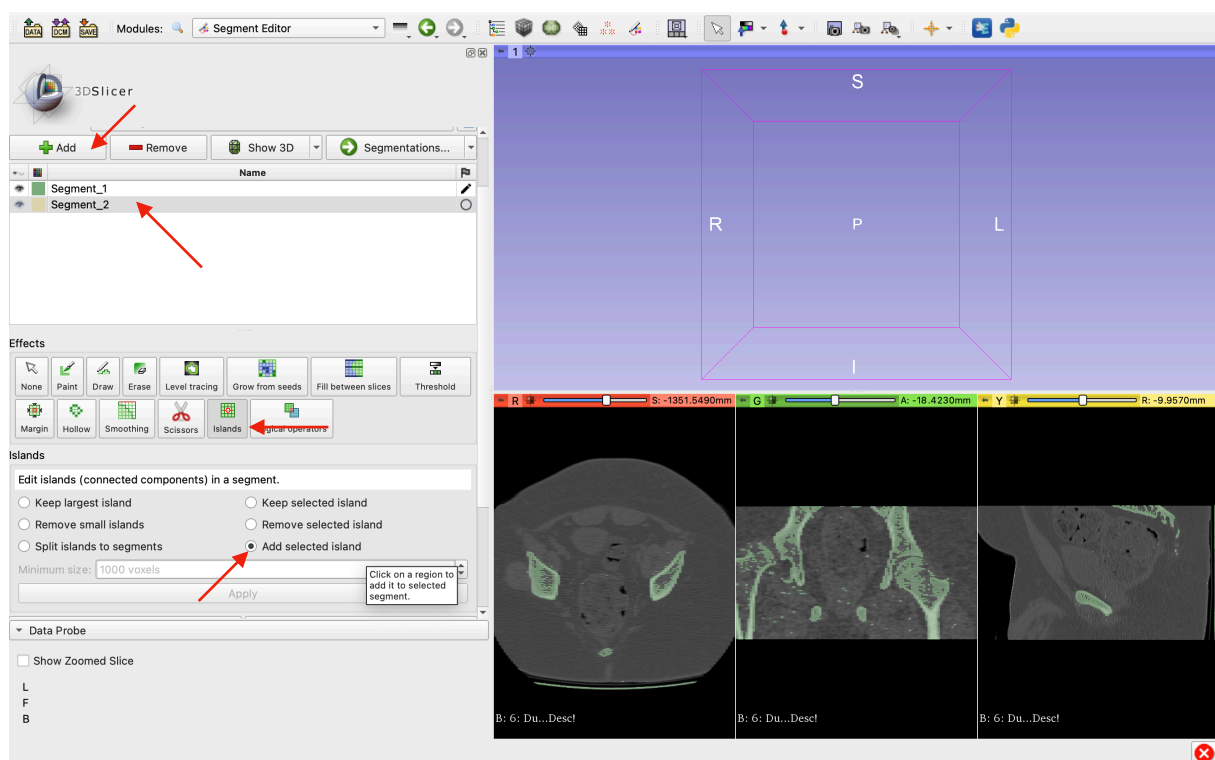 DATA DCM SAVE Modules: Segment Editor
1
3DSlicer
Add Remove Show 3D Segmentations...
Name
Segment_1
Segment_2
Effects
None Paint Draw Erase Level tracing Grow from seeds Fill between slices Threshold
Margin Hollow Smoothing Scissors Islands operators
Islands
Edit islands (connected components) in a segment.
Keep largest island Keep selected island
Remove small islands Remove selected island
Split islands to segments Add selected island
Minimum size: 1000 voxels
Apply
Click on a region to
add it to selected
segment.
Data Probe
Show Zoomed Slice
L
F
B
S
R P L
I
R S: -1351.5490mm G A: -18.4230mm Y R: -9.9570mm
B: 6: Du...Desc! B: 6: Du...Desc! B: 6: Du...Desc!